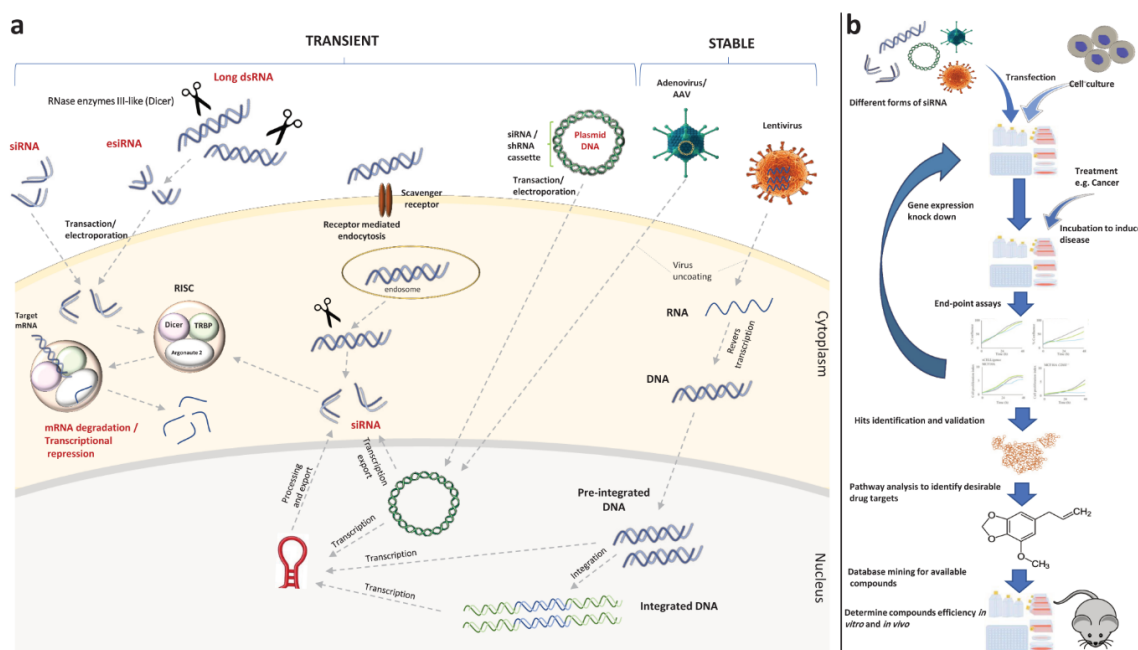 a
TRANSIENT
STABLE
Long dsRNA
RNase enzymes III-like (Dicer)
siRNA
esiRNA
siRNA /
shRNA
cassette
Plasmid
DNA
Adenovirus/
AAV
Lentivirus
Transaction/
electroporation
Scavenger
receptor
Receptor mediated
endocytosis
Transaction/
electroporation
endosome
Virus
uncoating
RISC
Target
mRNA
Dicer
TRBP
Argonaute 2
RNA
Revers
transcription
DNA
Cytoplasm
mRNA degradation /
Transcriptional
repression
siRNA
Transcription
export
Processing
and export
Pre-integrated
DNA
Transcription
Transcription
Integration
Transcription
Integrated DNA
Nucleus
b
Different forms of siRNA
Transfection
Cell culture
Gene expression
knock down
Treatment
e.g. Cancer
Incubation to induce
disease
End-point assays
Hits identification and validation
Pathway analysis to identify desirable
drug targets
CH2
O
O
O
CH3
Database mining for available
compounds
Determine compounds efficiency in
vitro and in vivo